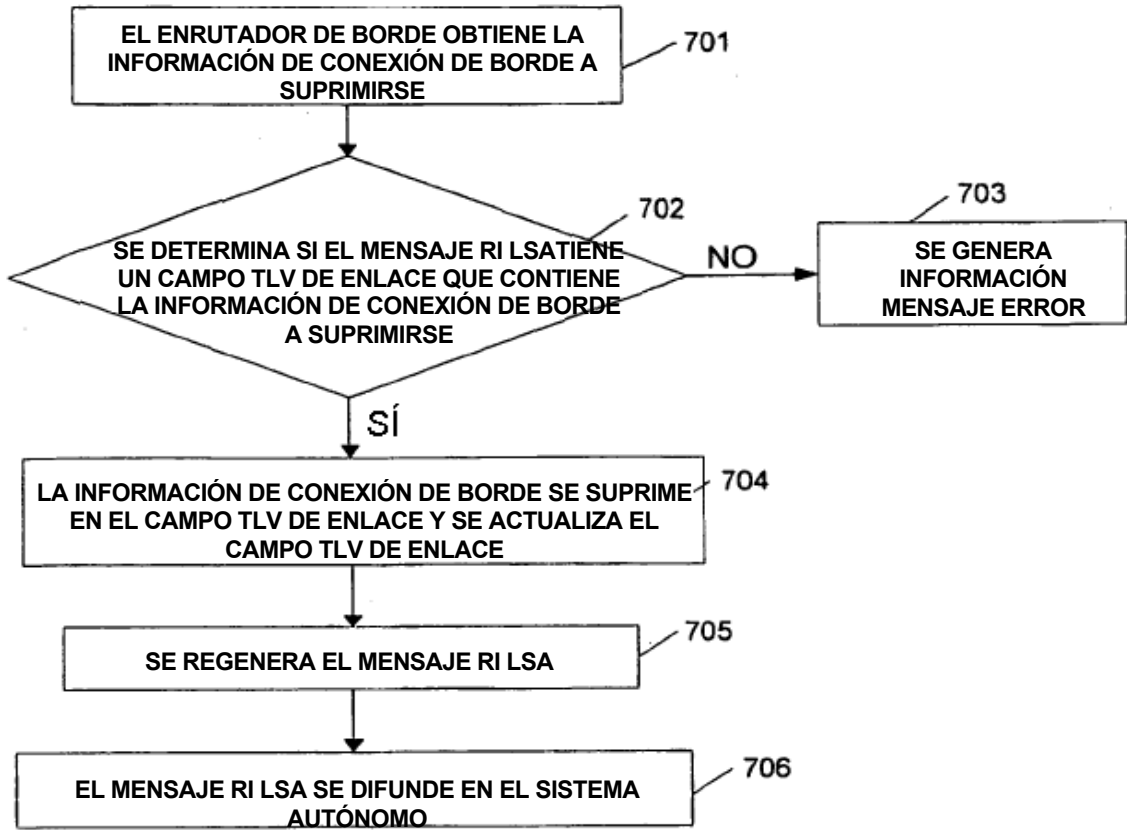 EL ENRUTADOR DE BORDE OBTIENE LA
INFORMACIÓN DE CONEXIÓN DE BORDE A
SUPRIMIRSE
701
702
SE DETERMINA SI EL MENSAJE RI LSATIENE
UN CAMPO TLV DE ENLACE QUE CONTIENE
LA INFORMACIÓN DE CONEXIÓN DE BORDE
A SUPRIMIRSE
NO
703
SE GENERA
INFORMACIÓN
MENSAJE ERROR
SÍ
LA INFORMACIÓN DE CONEXIÓN DE BORDE SE SUPRIME
EN EL CAMPO TLV DE ENLACE Y SE ACTUALIZA EL
CAMPO TLV DE ENLACE
704
SE REGENERA EL MENSAJE RI LSA
705
EL MENSAJE RI LSA SE DIFUNDE EN EL SISTEMA
AUTÓNOMO
706